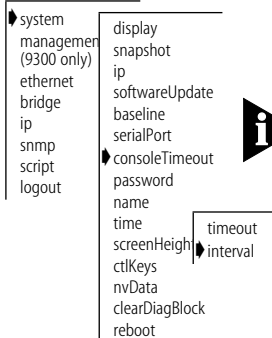 system
managemen
(9300 only)
ethernet
bridge
ip
snmp
script
logout
display
snapshot
ip
softwareUpdate
baseline
serialPort
consoleTimeout
password
name
time
screenHeigh
ctlKeys
nvData
clearDiagBlock
reboot
timeout
interval